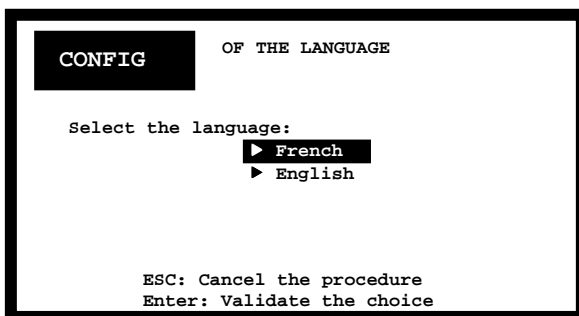 CONFIG
OF THE LANGUAGE
Select the language:
French
English
ESC: Cancel the procedure
Enter: Validate the choice